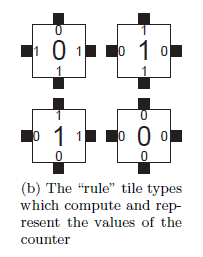 0 1
1 0 1 0 1 0
1 1
1 0
0 1 1 0 0 0
0 0
(b) The “rule” tile types
which compute and rep-
resent the values of the
counter